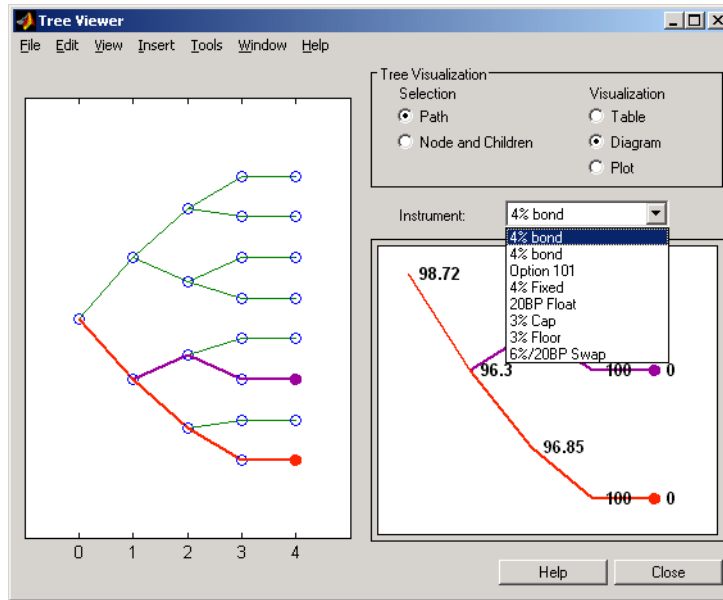 Tree Viewer
File Edit View Insert Tools Window Help
Tree Visualization
Selection
Visualization
Path
Table
Node and Children
Diagram
Plot
Instrument:
4% bond
4% bond
4% bond
Option 101
4% Fixed
20BP Float
3% Cap
3% Floor
6%/20BP Swap
98.72
96.3
100
0
96.85
100
0
0 1 2 3 4
Help
Close